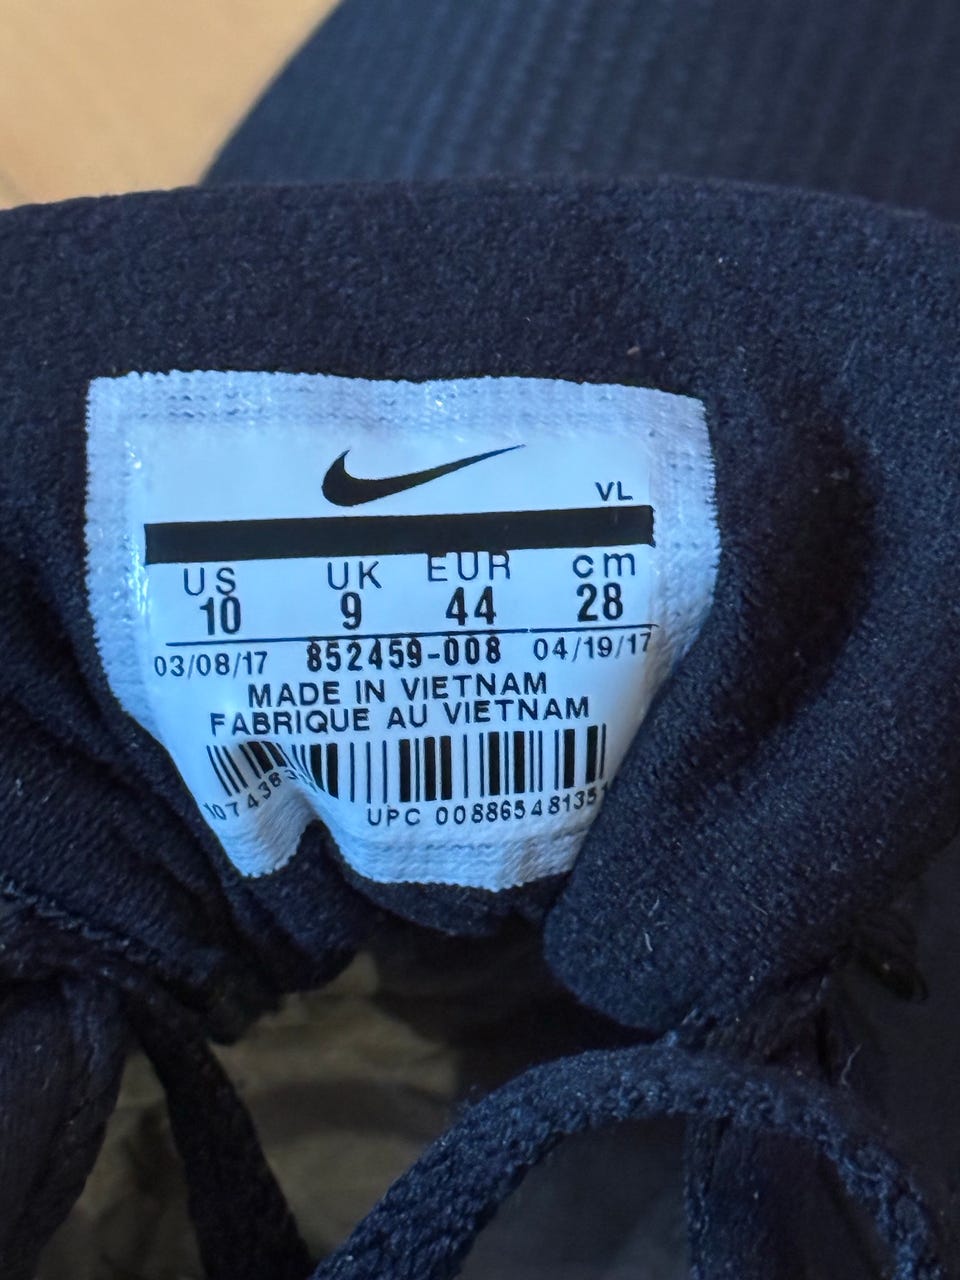 VL
US UK EUR cm
10 9 44 28
03/08/17 852459-008 04/19/17
MADE IN VIETNAM
FABRIQUE AU VIETNAM
UPC